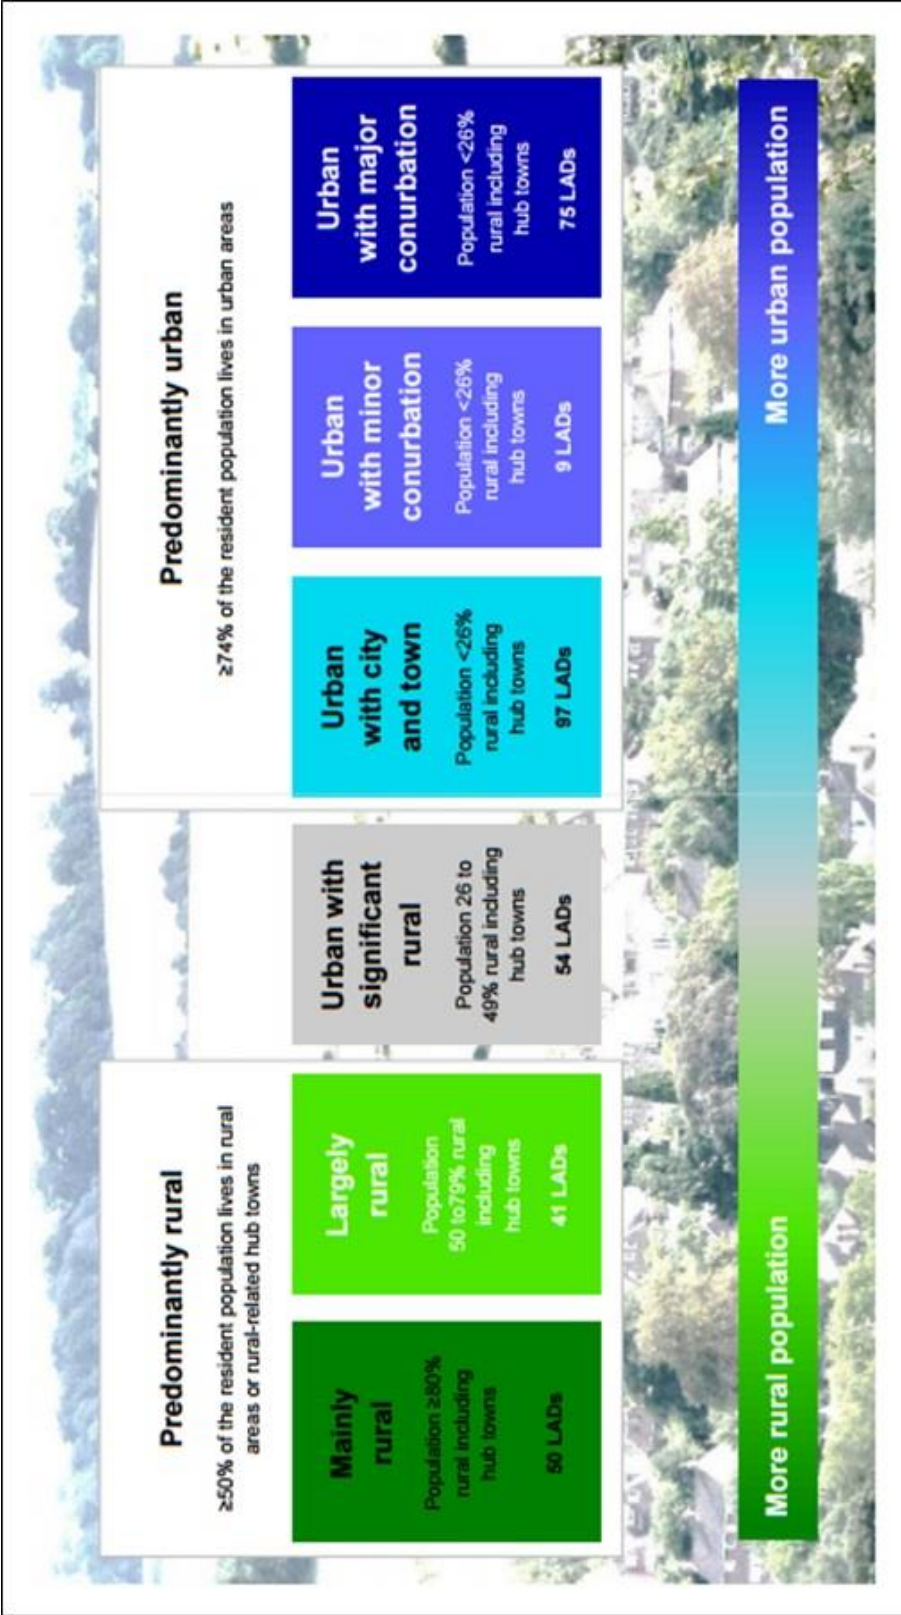 Predominantly rural
≥50% of the resident population lives in rural
areas or rural-related hub towns
Mainly
rural
Population ≥80%
rural including
hub towns
50 LADs
Largely
rural
Population
50 to79% rural
including
hub towns
41 LADs
Urban with
significant
rural
Population 26 to
49% rural including
hub towns
54 LADs
Predominantly urban
≥74% of the resident population lives in urban areas
Urban
with city
and town
Population <26%
rural including
hub towns
97 LADs
Urban
with minor
conurbation
Population <26%
rural including
hub towns
9 LADs
Urban
with major
conurbation
Population <26%
rural including
hub towns
75 LADs
More rural population
More urban population